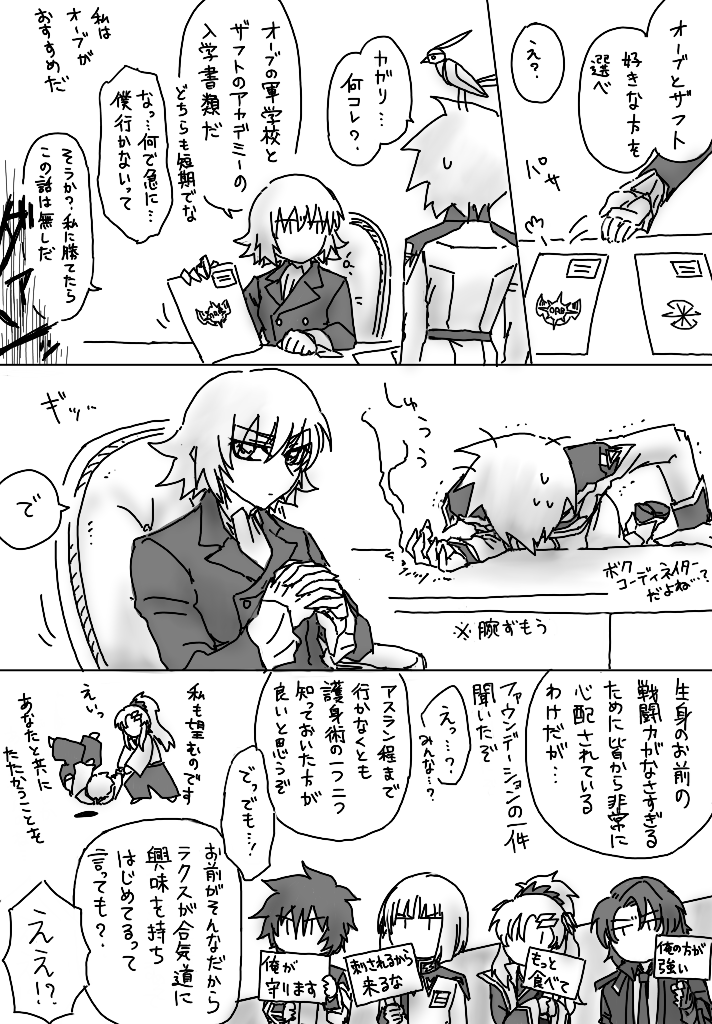 オーブとザフト
好きな方を
選べ
え？
パサ
ORB
カガリ…
何コレ？
オーブの軍学校と
ザフトのアカデミーの
入学書類だ
どちらも短期でな
なっ…何で急に…
僕行かないって
私は
オーブが
おすすめだ
そうか？私に勝てたら
この話は無しだ
ダァンッ
しゅううう
ボク
コーディネイター
だよね…？
※腕ずもう
ギッ…
で
生身のお前の
戦闘力がなさすぎる
ために皆から非常に
心配されている
わけだが…
ファウンデーションの一件
聞いたぞ
えっ…？
みんな…？
アスラン程まで
行かなくとも
護身術の一つ二つ
知っておいた方が
良いと思うぞ
でっでも…！
私も望むのです
えいっ
あなたと共に
たたかうことを
お前がそんなだから
ラクスが合気道に
興味を持ち
はじめてるって
言っても？
ええ！？
俺が
守ります
刺されるから
来るな
もっと
食べて
俺の方が
強い